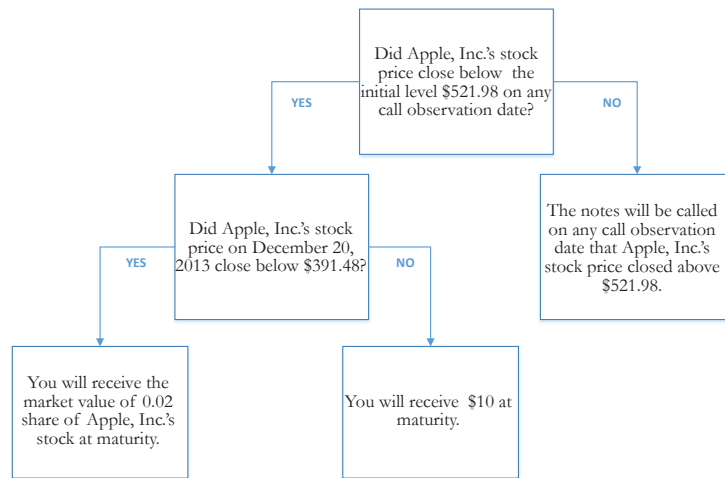 Did Apple, Inc.'s stock
price close below the
initial level $521.98 on any
call observation date?
YES
NO
Did Apple, Inc.'s stock
price on December 20,
2013 close below $391.48?
The notes will be called
on any call observation
date that Apple, Inc.'s
stock price closed above
$521.98.
YES
NO
You will receive the
market value of 0.02
share of Apple, Inc.'s
stock at maturity.
You will receive $10 at
maturity.